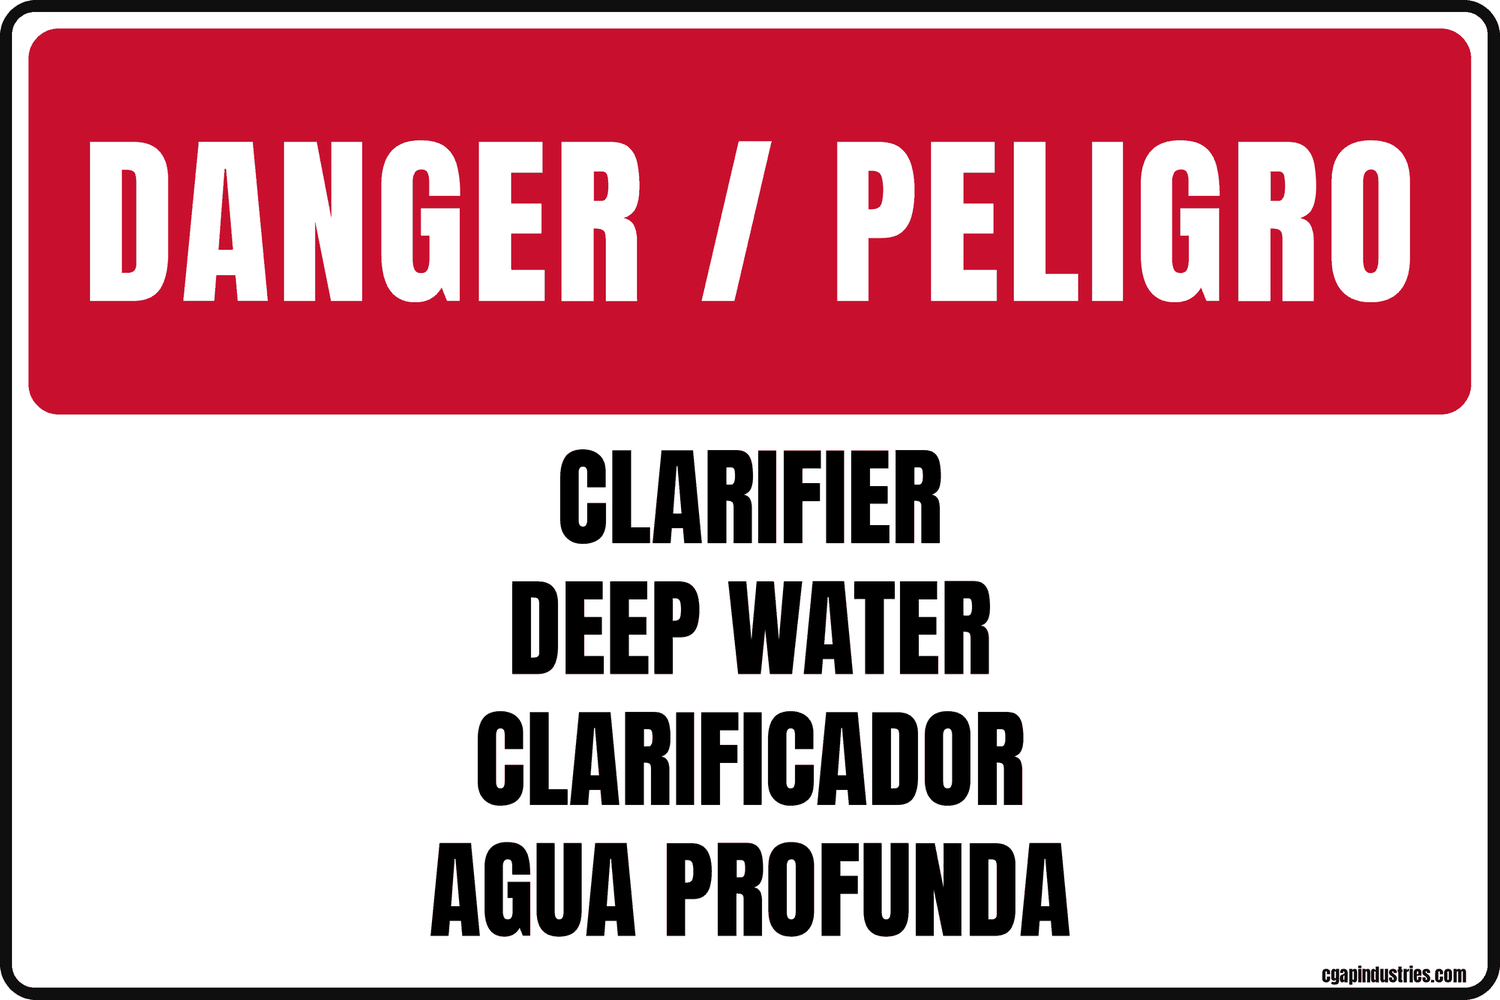 DANGER / PELIGRO
CLARIFIER
DEEP WATER
CLARIFICADOR
AGUA PROFUNDA
cgapindustries.com